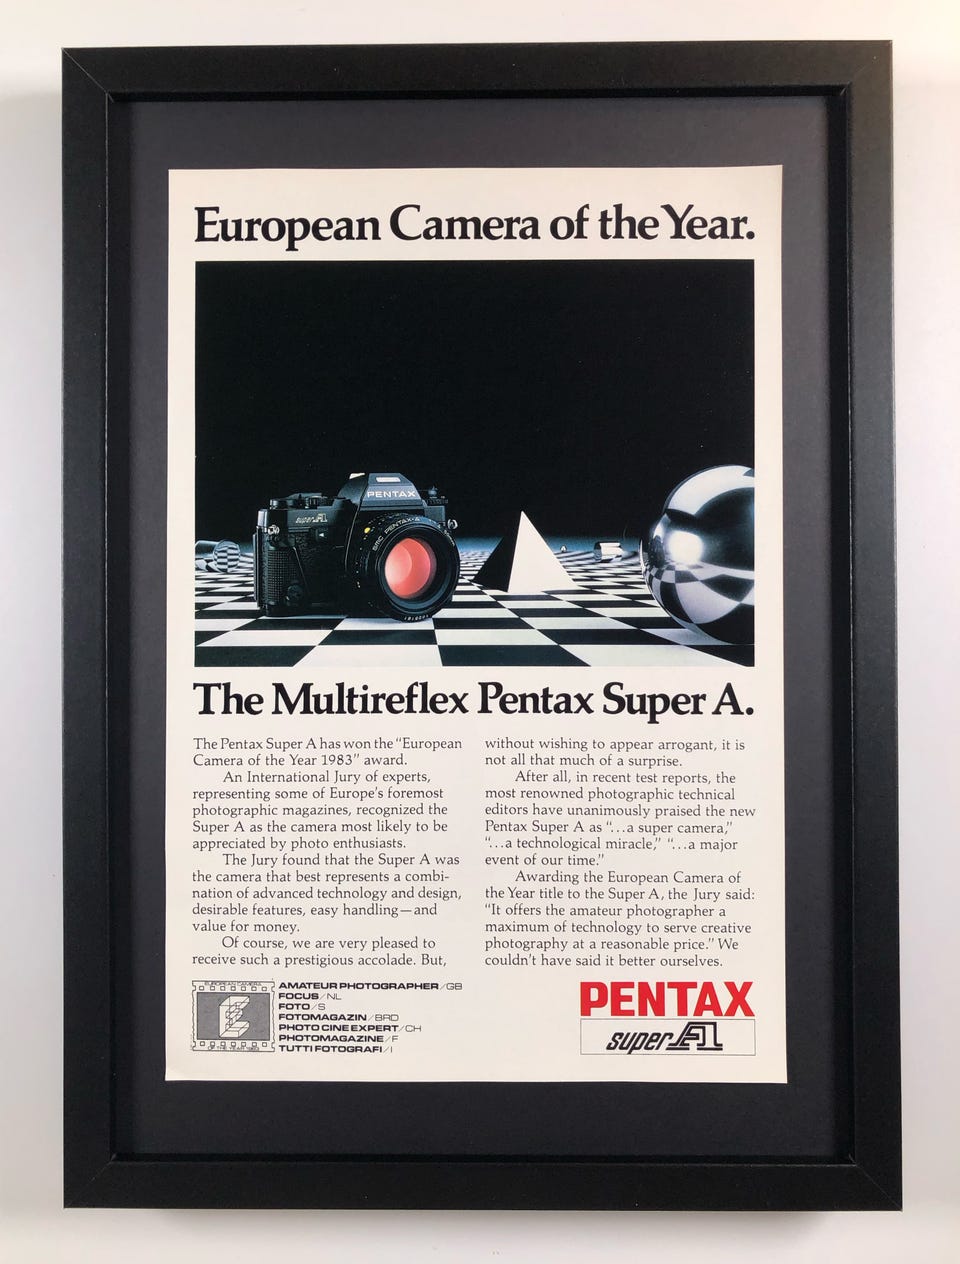 European Camera of the Year.
PENTAX
super A
SMC PENTAX-A
The Multireflex Pentax Super A.
The Pentax Super A has won the “European
Camera of the Year 1983” award.
An International Jury of experts,
representing some of Europe’s foremost
photographic magazines, recognized the
Super A as the camera most likely to be
appreciated by photo enthusiasts.
The Jury found that the Super A was
the camera that best represents a combi-
nation of advanced technology and design,
desirable features, easy handling—and
value for money.
Of course, we are very pleased to
receive such a prestigious accolade. But,
without wishing to appear arrogant, it is
not all that much of a surprise.
After all, in recent test reports, the
most renowned photographic technical
editors have unanimously praised the new
Pentax Super A as “...a super camera,”
“...a technological miracle,” “...a major
event of our time.”
Awarding the European Camera of
the Year title to the Super A, the Jury said:
“It offers the amateur photographer a
maximum of technology to serve creative
photography at a reasonable price.” We
couldn’t have said it better ourselves.
EUROPEAN CAMERA
OF THE YEAR 1983
AMATEUR PHOTOGRAPHER/GB
FOCUS/NL
FOTO/S
FOTOMAGAZIN/BRD
PHOTO CINE EXPERT/CH
PHOTOMAGAZINE/F
TUTTI FOTOGRAFI/I
PENTAX
super A